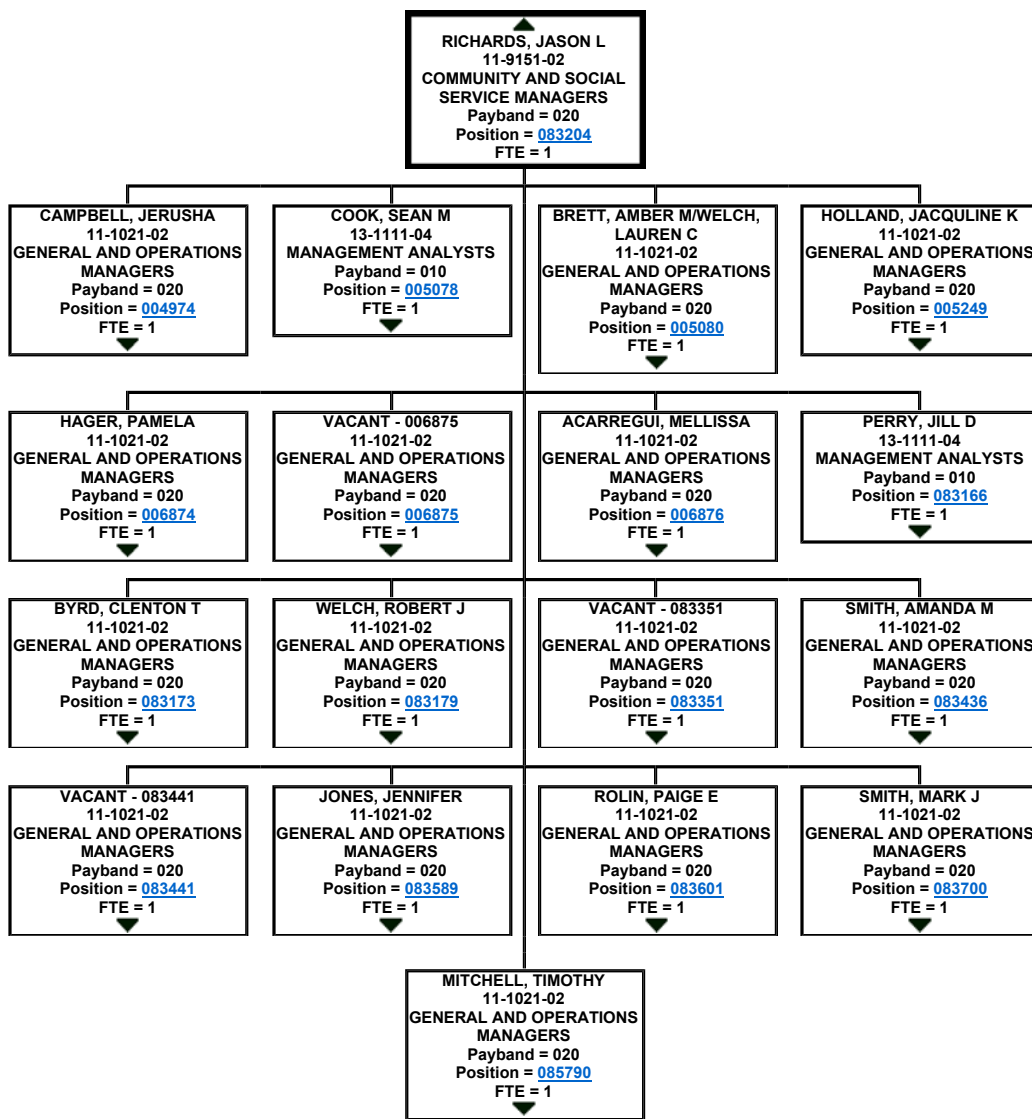 RICHARDS, JASON L
11-9151-02
COMMUNITY AND SOCIAL
SERVICE MANAGERS
Payband = 020
Position = 083204
FTE = 1
CAMPBELL, JERUSHA
11-1021-02
GENERAL AND OPERATIONS
MANAGERS
Payband = 020
Position = 004974
FTE = 1
COOK, SEAN M
13-1111-04
MANAGEMENT ANALYSTS
Payband = 010
Position = 005078
FTE = 1
BRETT, AMBER M/WELCH,
LAUREN C
11-1021-02
GENERAL AND OPERATIONS
MANAGERS
Payband = 020
Position = 005080
FTE = 1
HOLLAND, JACQULINE K
11-1021-02
GENERAL AND OPERATIONS
MANAGERS
Payband = 020
Position = 005249
FTE = 1
HAGER, PAMELA
11-1021-02
GENERAL AND OPERATIONS
MANAGERS
Payband = 020
Position = 006874
FTE = 1
VACANT - 006875
11-1021-02
GENERAL AND OPERATIONS
MANAGERS
Payband = 020
Position = 006875
FTE = 1
ACARREGUI, MELLISSA
11-1021-02
GENERAL AND OPERATIONS
MANAGERS
Payband = 020
Position = 006876
FTE = 1
PERRY, JILL D
13-1111-04
MANAGEMENT ANALYSTS
Payband = 010
Position = 083166
FTE = 1
BYRD, CLENTON T
11-1021-02
GENERAL AND OPERATIONS
MANAGERS
Payband = 020
Position = 083173
FTE = 1
WELCH, ROBERT J
11-1021-02
GENERAL AND OPERATIONS
MANAGERS
Payband = 020
Position = 083179
FTE = 1
VACANT - 083351
11-1021-02
GENERAL AND OPERATIONS
MANAGERS
Payband = 020
Position = 083351
FTE = 1
SMITH, AMANDA M
11-1021-02
GENERAL AND OPERATIONS
MANAGERS
Payband = 020
Position = 083436
FTE = 1
VACANT - 083441
11-1021-02
GENERAL AND OPERATIONS
MANAGERS
Payband = 020
Position = 083441
FTE = 1
JONES, JENNIFER
11-1021-02
GENERAL AND OPERATIONS
MANAGERS
Payband = 020
Position = 083589
FTE = 1
ROLIN, PAIGE E
11-1021-02
GENERAL AND OPERATIONS
MANAGERS
Payband = 020
Position = 083601
FTE = 1
SMITH, MARK J
11-1021-02
GENERAL AND OPERATIONS
MANAGERS
Payband = 020
Position = 083700
FTE = 1
MITCHELL, TIMOTHY
11-1021-02
GENERAL AND OPERATIONS
MANAGERS
Payband = 020
Position = 085790
FTE = 1